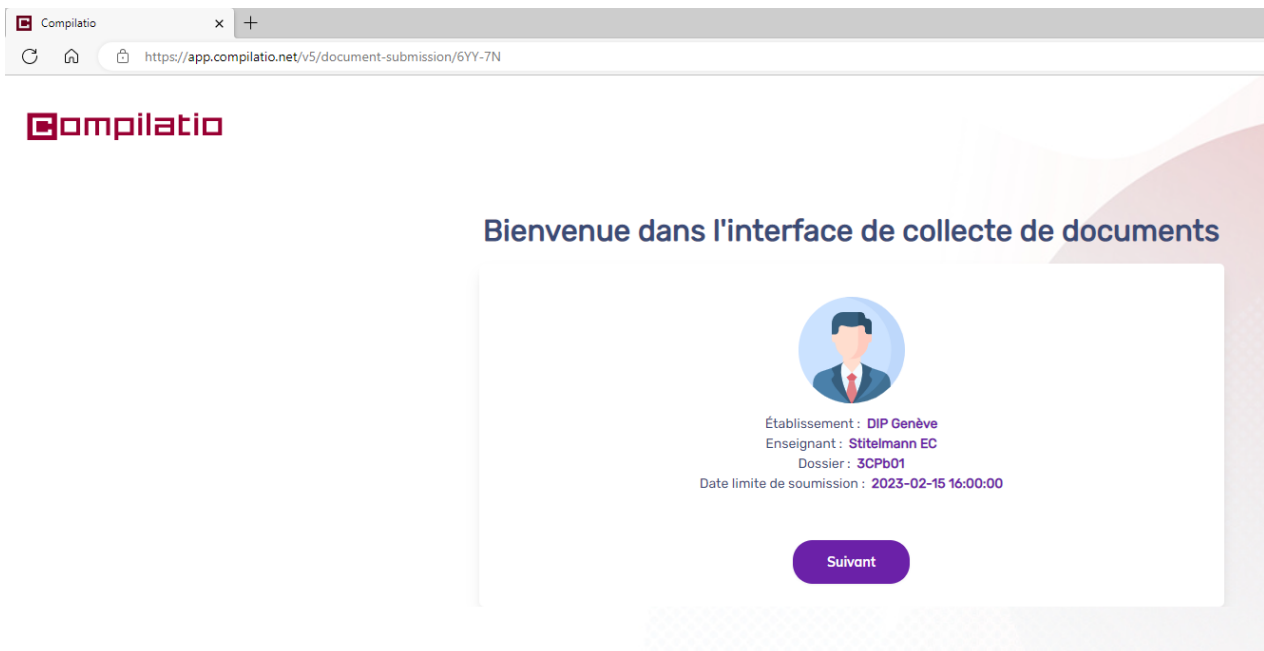 Compilatio
https://app.compilatio.net/v5/document-submission/6YY-7N
Compilatio
Bienvenue dans l'interface de collecte de documents
Établissement : DIP Genève
Enseignant : Stitelmann EC
Dossier : 3CPb01
Date limite de soumission : 2023-02-15 16:00:00
Suivant